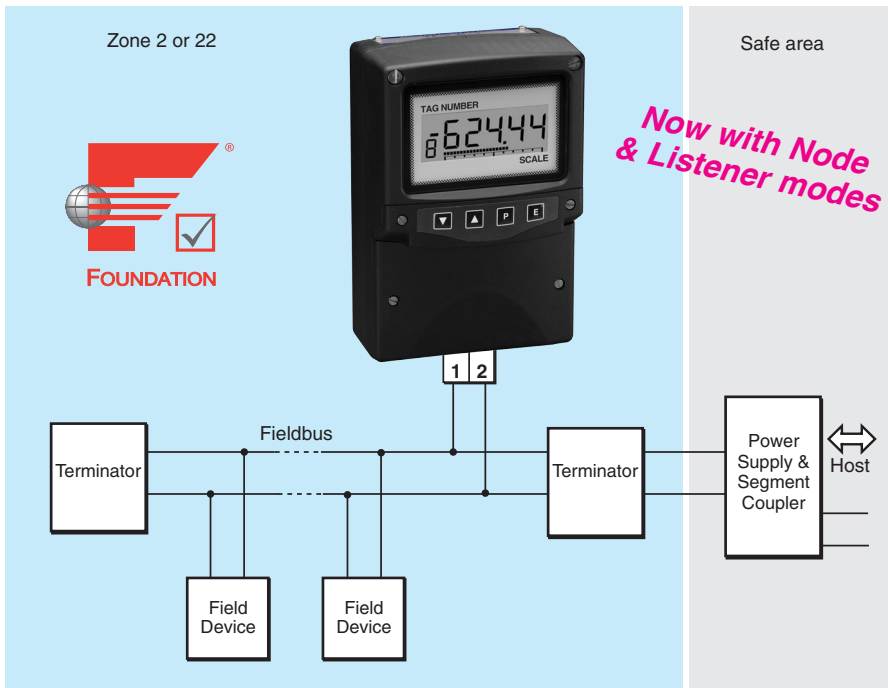 Zone 2 or 22
Safe area
TAG NUMBER
8
-624.44
SCALE
P
E
Now with Node
& Listener modes
®
FOUNDATION
1 2
Fieldbus
Terminator
Terminator
Power
Supply &
Segment
Coupler
Host
Field
Device
Field
Device